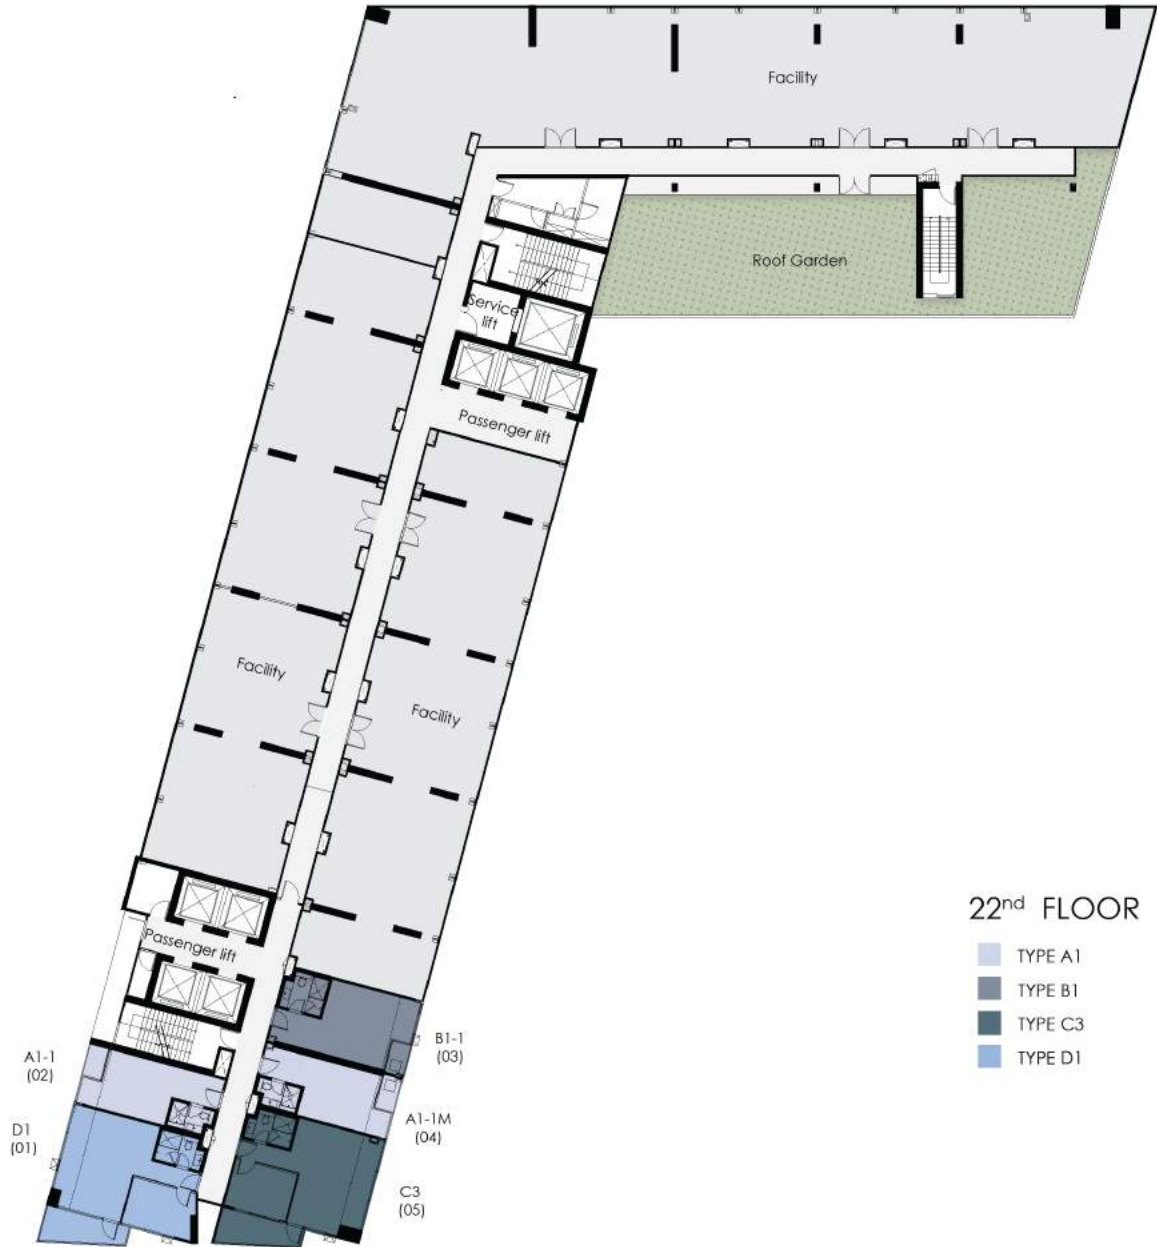 Facility
Roof Garden
Service
lift
Passenger lift
Facility
Facility
Passenger lift
22nd FLOOR
TYPE A1
TYPE B1
TYPE C3
TYPE D1
B1-1
(03)
A1-1
(02)
A1-1M
(04)
D1
(01)
C3
(05)